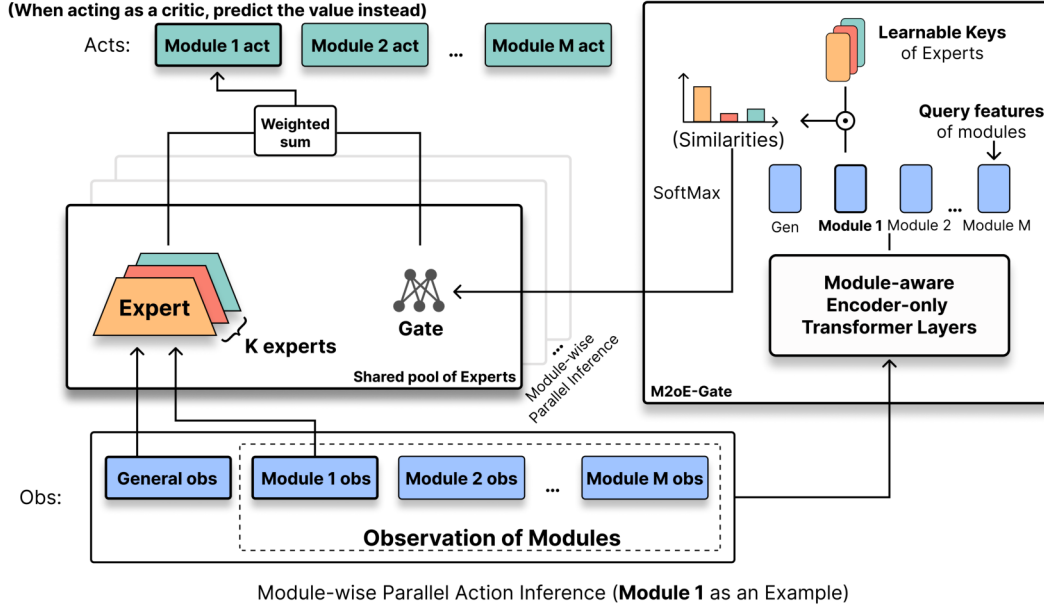 (When acting as a critic, predict the value instead)
Acts:
Module 1 act
Module 2 act
...
Module M act
Weighted
sum
Expert
K experts
Gate
Shared pool of Experts
...
Module-wise
Parallel Inference
Obs:
General obs
Module 1 obs
Module 2 obs
...
Module M obs
Observation of Modules
Learnable Keys
of Experts
(Similarities)
Query features
of modules
SoftMax
Gen
Module 1
Module 2
...
Module M
Module-aware
Encoder-only
Transformer Layers
M2oE-Gate
Module-wise Parallel Action Inference (Module 1 as an Example)